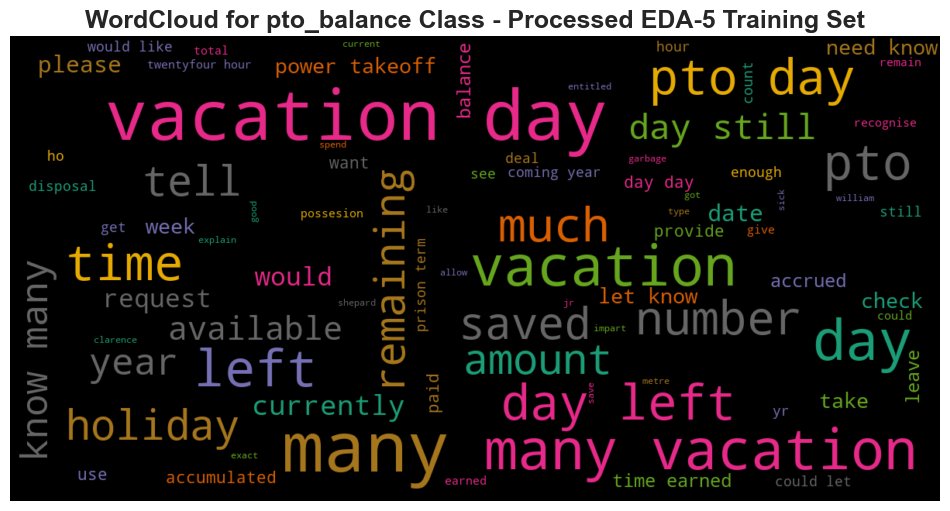 WordCloud for pto_balance Class - Processed EDA-5 Training Set
would like
total
current
hour
need know
please
twentyfour hour
power takeoff
balance
entitled
pto day
count
remain
vacation day
day still
recognise
ho
spend
want
deal
garbage
pto
disposal
tell
see
coming year
day day
enough
good
possesion
like
got
sick
william
get
week
explain
much
type
date
still
provide
give
time
would
remaining
prison term
allow
vacation
accrued
know many
request
shepard
jr
let know
check
could
clarence
available
saved
impart
number
day
year
left
amount
leave
metre
save
paid
currently
day left
yr
take
holiday
many
many vacation
exact
use
accumulated
earned
time earned
could let